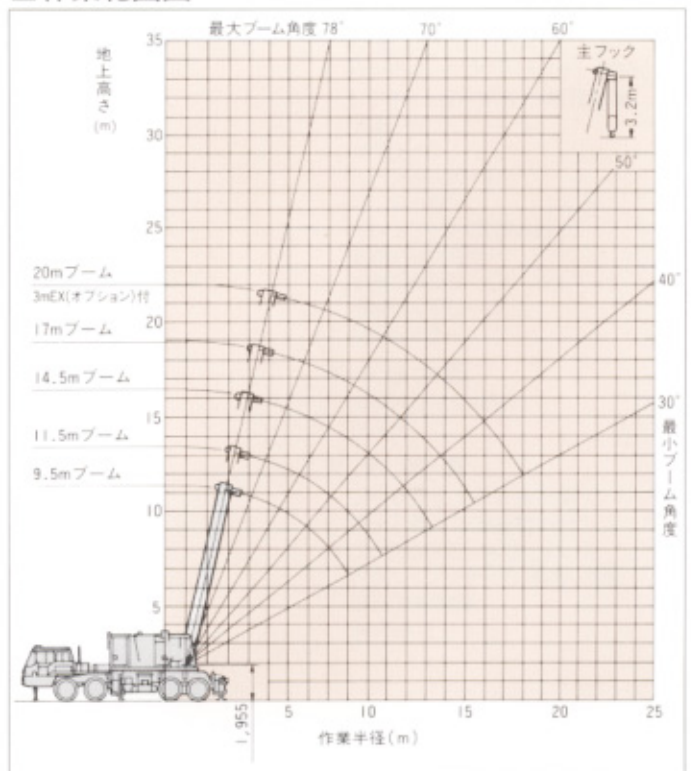 最大ブーム角度 78°
70°
60°
50°
40°
30°
最小ブーム角度
地上高さ
(m)
主フック
3.2m
35
30
25
20
15
10
5
20mブーム
3mEX(オプション)付
17mブーム
14.5mブーム
11.5mブーム
9.5mブーム
1,955
5
10
15
20
25
作業半径(m)